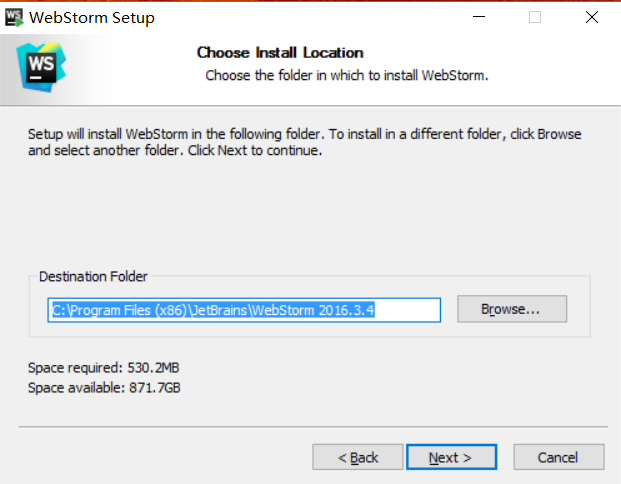 WS WebStorm Setup
WS
Choose Install Location
Choose the folder in which to install WebStorm.
Setup will install WebStorm in the following folder. To install in a different folder, click Browse
and select another folder. Click Next to continue.
Destination Folder
C:\Program Files (x86)\JetBrains\WebStorm 2016.3.4
Browse...
Space required: 530.2MB
Space available: 871.7GB
< Back
Next >
Cancel